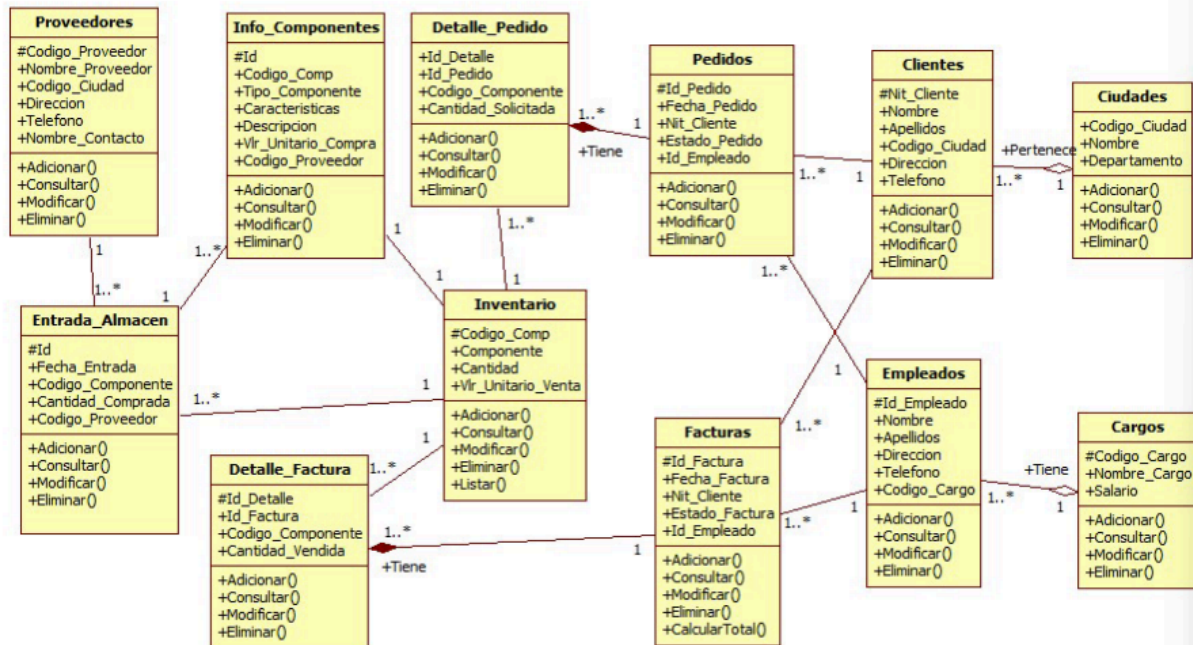 Proveedores
#Codigo_Proveedor
+Nombre_Proveedor
+Codigo_Ciudad
+Direccion
+Telefono
+Nombre_Contacto
+Adicionar()
+Consultar()
+Modificar()
+Eliminar()
Info_Componentes
#Id
+Codigo_Comp
+Tipo_Componente
+Caracteristicas
+Descripcion
+Vlr_Unitario_Compra
+Codigo_Proveedor
+Adicionar()
+Consultar()
+Modificar()
+Eliminar()
Detalle_Pedido
+Id_Detalle
+Id_Pedido
+Codigo_Componente
+Cantidad_Solicitada
+Adicionar()
+Consultar()
+Modificar()
+Eliminar()
1..*
1
+Tiene
Pedidos
#Id_Pedido
+Fecha_Pedido
+Nit_Cliente
+Estado_Pedido
+Id_Empleado
+Adicionar()
+Consultar()
+Modificar()
+Eliminar()
1..*
1
Clientes
#Nit_Cliente
+Nombre
+Apellidos
+Codigo_Ciudad
+Direccion
+Telefono
+Adicionar()
+Consultar()
+Modificar()
+Eliminar()
+Pertenece
1..*
1
Ciudades
+Codigo_Ciudad
+Nombre
+Departamento
+Adicionar()
+Consultar()
+Modificar()
+Eliminar()
1
1..*
1..*
1
1
1
1..*
1
1..*
1
Entrada_Almacen
#Id
+Fecha_Entrada
+Codigo_Componente
+Cantidad_Comprada
+Codigo_Proveedor
+Adicionar()
+Consultar()
+Modificar()
+Eliminar()
1..*
1
Inventario
#Codigo_Comp
+Componente
+Cantidad
+Vlr_Unitario_Venta
+Adicionar()
+Consultar()
+Modificar()
+Eliminar()
+Listar()
1
1..*
Detalle_Factura
#Id_Detalle
+Id_Factura
+Codigo_Componente
+Cantidad_Vendida
+Adicionar()
+Consultar()
+Modificar()
+Eliminar()
1..*
+Tiene
1
1
1..*
Facturas
#Id_Factura
+Fecha_Factura
+Nit_Cliente
+Estado_Factura
+Id_Empleado
+Adicionar()
+Consultar()
+Modificar()
+Eliminar()
+CalcularTotal()
1..*
1
Empleados
#Id_Empleado
+Nombre
+Apellidos
+Direccion
+Telefono
+Codigo_Cargo
+Adicionar()
+Consultar()
+Modificar()
+Eliminar()
+Tiene
1..*
1
Cargos
#Codigo_Cargo
+Nombre_Cargo
+Salario
+Adicionar()
+Consultar()
+Modificar()
+Eliminar()